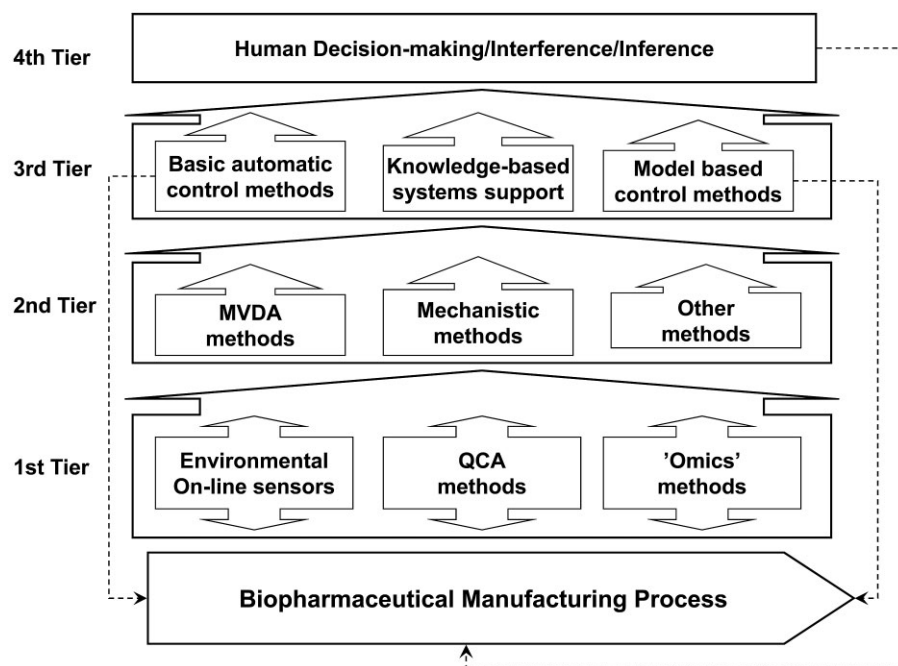 4th Tier
Human Decision-making/Interference/Inference
3rd Tier
Basic automatic
control methods
Knowledge-based
systems support
Model based
control methods
2nd Tier
MVDA
methods
Mechanistic
methods
Other
methods
1st Tier
Environmental
On-line sensors
QCA
methods
’Omics’
methods
Biopharmaceutical Manufacturing Process